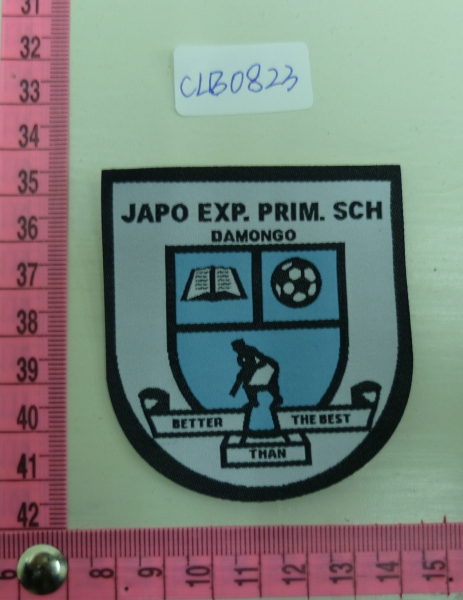 CLB0823
JAPO EXP. PRIM. SCH
DAMONGO
BETTER THE BEST
THAN
31
32
33
34
35
36
37
38
39
40
41
42
6 8 9 10 11 12 13 14 15